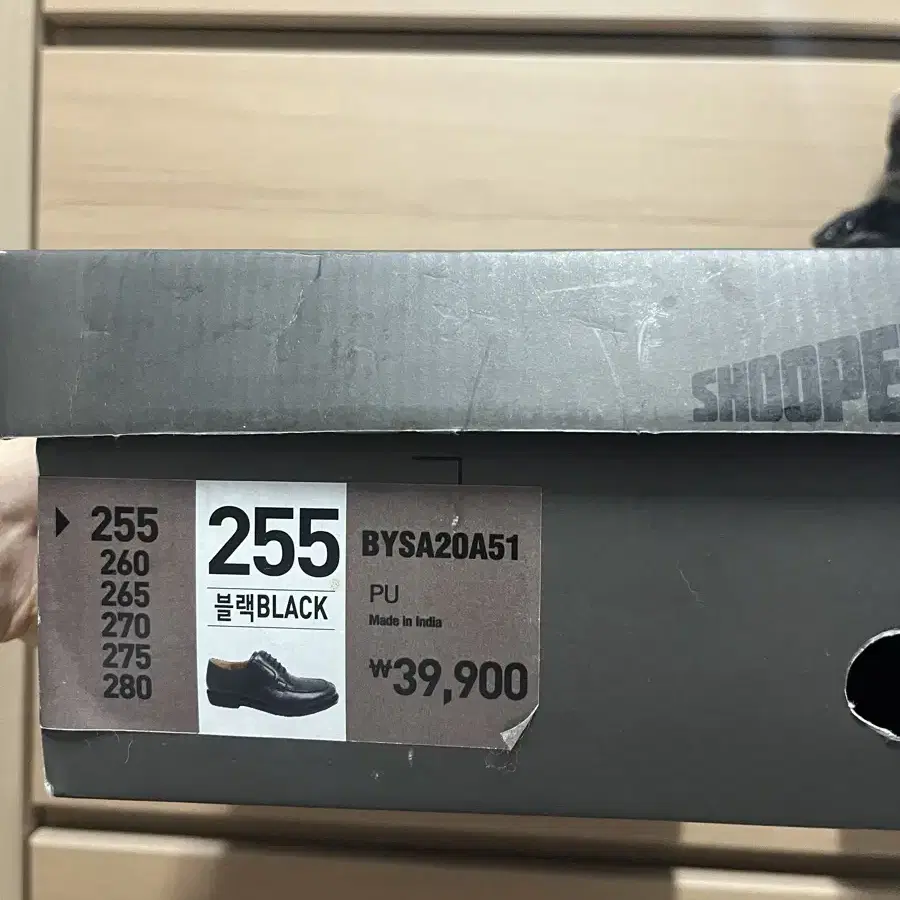 SHOOPE
▶ 255
260
265
270
275
280
255
블랙BLACK
BYSA20A51
PU
Made in India
₩39,900